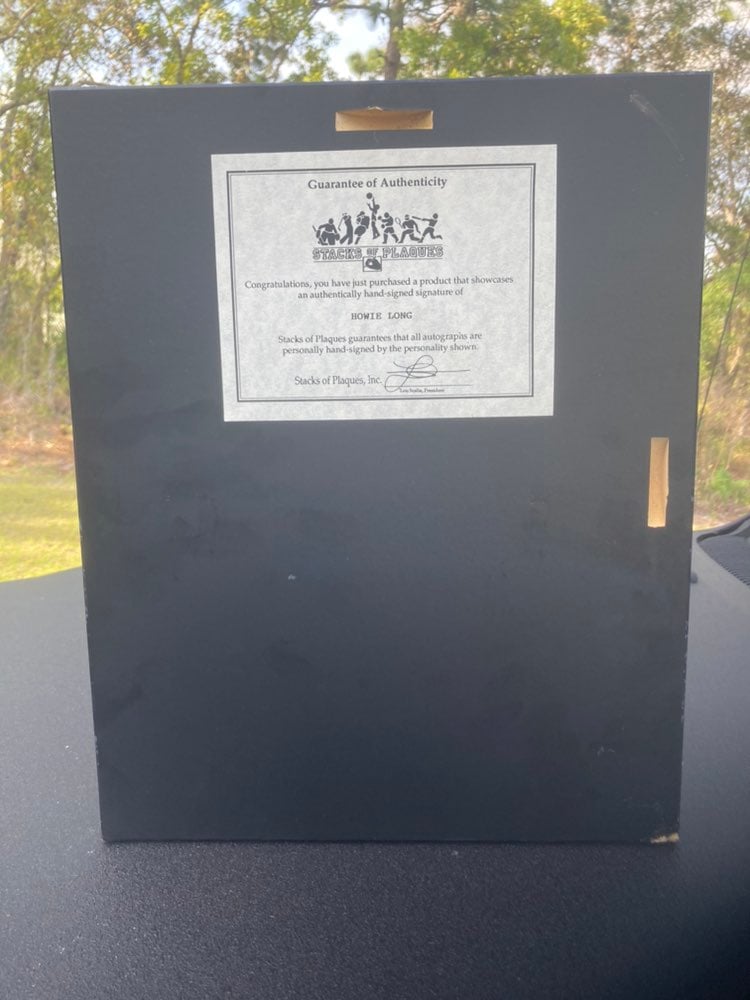 Guarantee of Authenticity
STACKS OF PLAQUES
Congratulations, you have just purchased a product that showcases
an authentically hand-signed signature of
HOWIE LONG
Stacks of Plaques guarantees that all autographs are
personally hand-signed by the personality shown.
Stacks of Plaques, Inc.
President